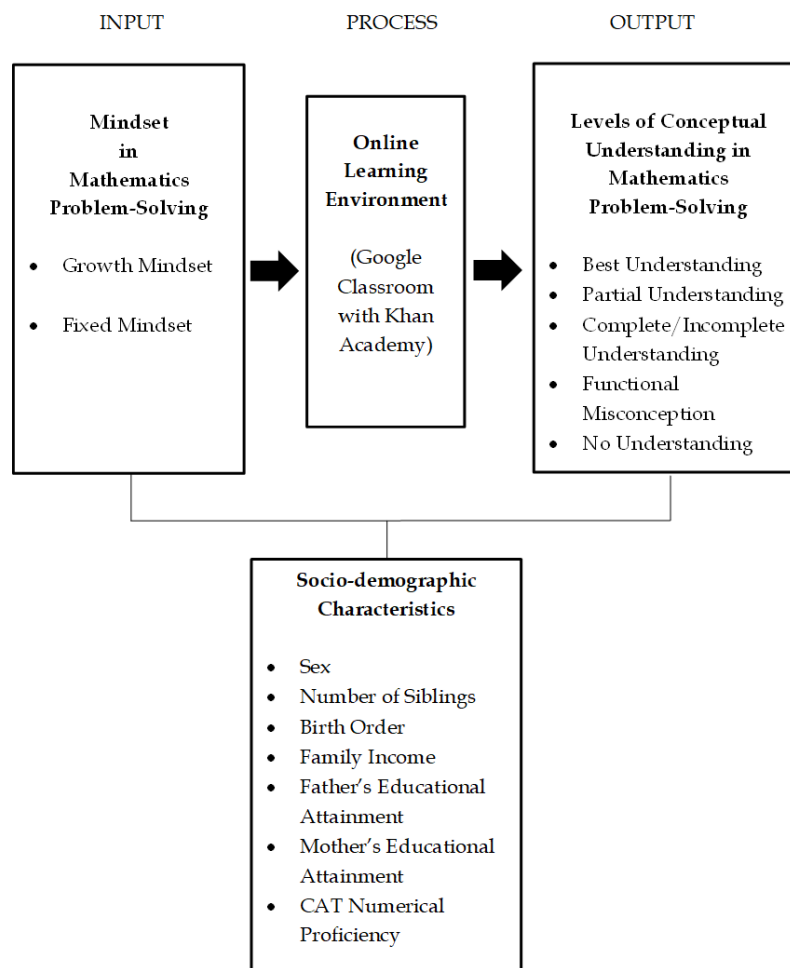 INPUT
PROCESS
OUTPUT
Mindset
in
Mathematics
Problem-Solving
• Growth Mindset
• Fixed Mindset
Online
Learning
Environment
(Google
Classroom
with Khan
Academy)
Levels of Conceptual
Understanding in
Mathematics
Problem-Solving
• Best Understanding
• Partial Understanding
• Complete/Incomplete
Understanding
• Functional
Misconception
• No Understanding
Socio-demographic
Characteristics
• Sex
• Number of Siblings
• Birth Order
• Family Income
• Father's Educational
Attainment
• Mother's Educational
Attainment
• CAT Numerical
Proficiency